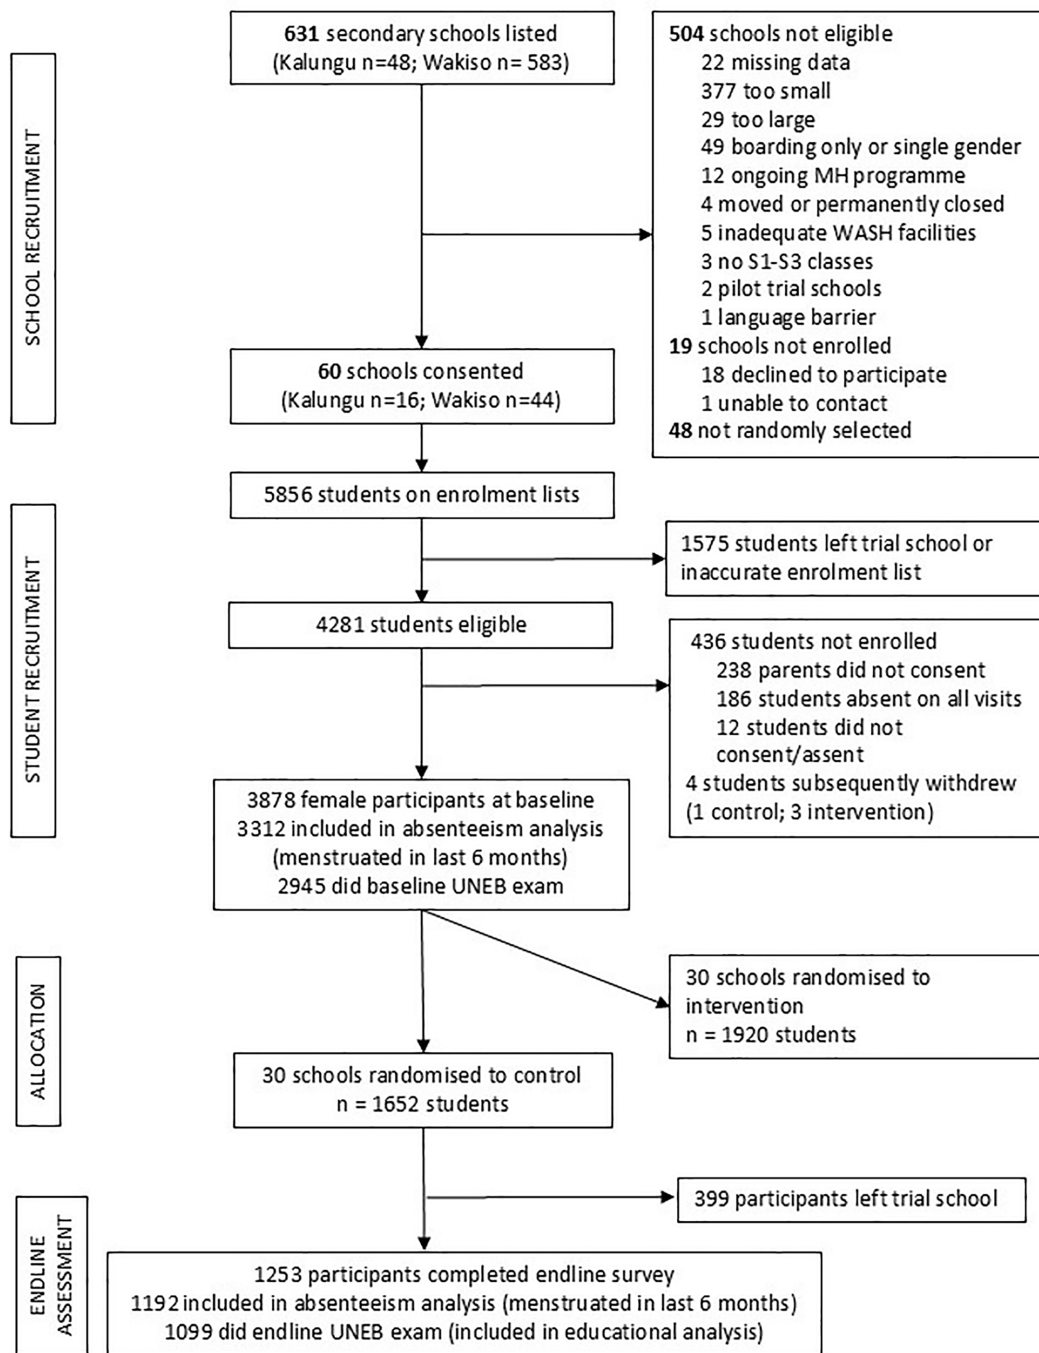 SCHOOL RECRUITMENT
631 secondary schools listed
(Kalungu n=48; Wakiso n= 583)
504 schools not eligible
22 missing data
377 too small
29 too large
49 boarding only or single gender
12 ongoing MH programme
4 moved or permanently closed
5 inadequate WASH facilities
3 no S1-S3 classes
2 pilot trial schools
1 language barrier
19 schools not enrolled
18 declined to participate
1 unable to contact
48 not randomly selected
60 schools consented
(Kalungu n=16; Wakiso n=44)
STUDENT RECRUITMENT
5856 students on enrolment lists
1575 students left trial school or
inaccurate enrolment list
4281 students eligible
436 students not enrolled
238 parents did not consent
186 students absent on all visits
12 students did not
consent/assent
4 students subsequently withdrew
(1 control; 3 intervention)
3878 female participants at baseline
3312 included in absenteeism analysis
(menstruated in last 6 months)
2945 did baseline UNEB exam
ALLOCATION
30 schools randomised to
intervention
n = 1920 students
30 schools randomised to control
n = 1652 students
ENDLINE
ASSESSMENT
399 participants left trial school
1253 participants completed endline survey
1192 included in absenteeism analysis (menstruated in last 6 months)
1099 did endline UNEB exam (included in educational analysis)